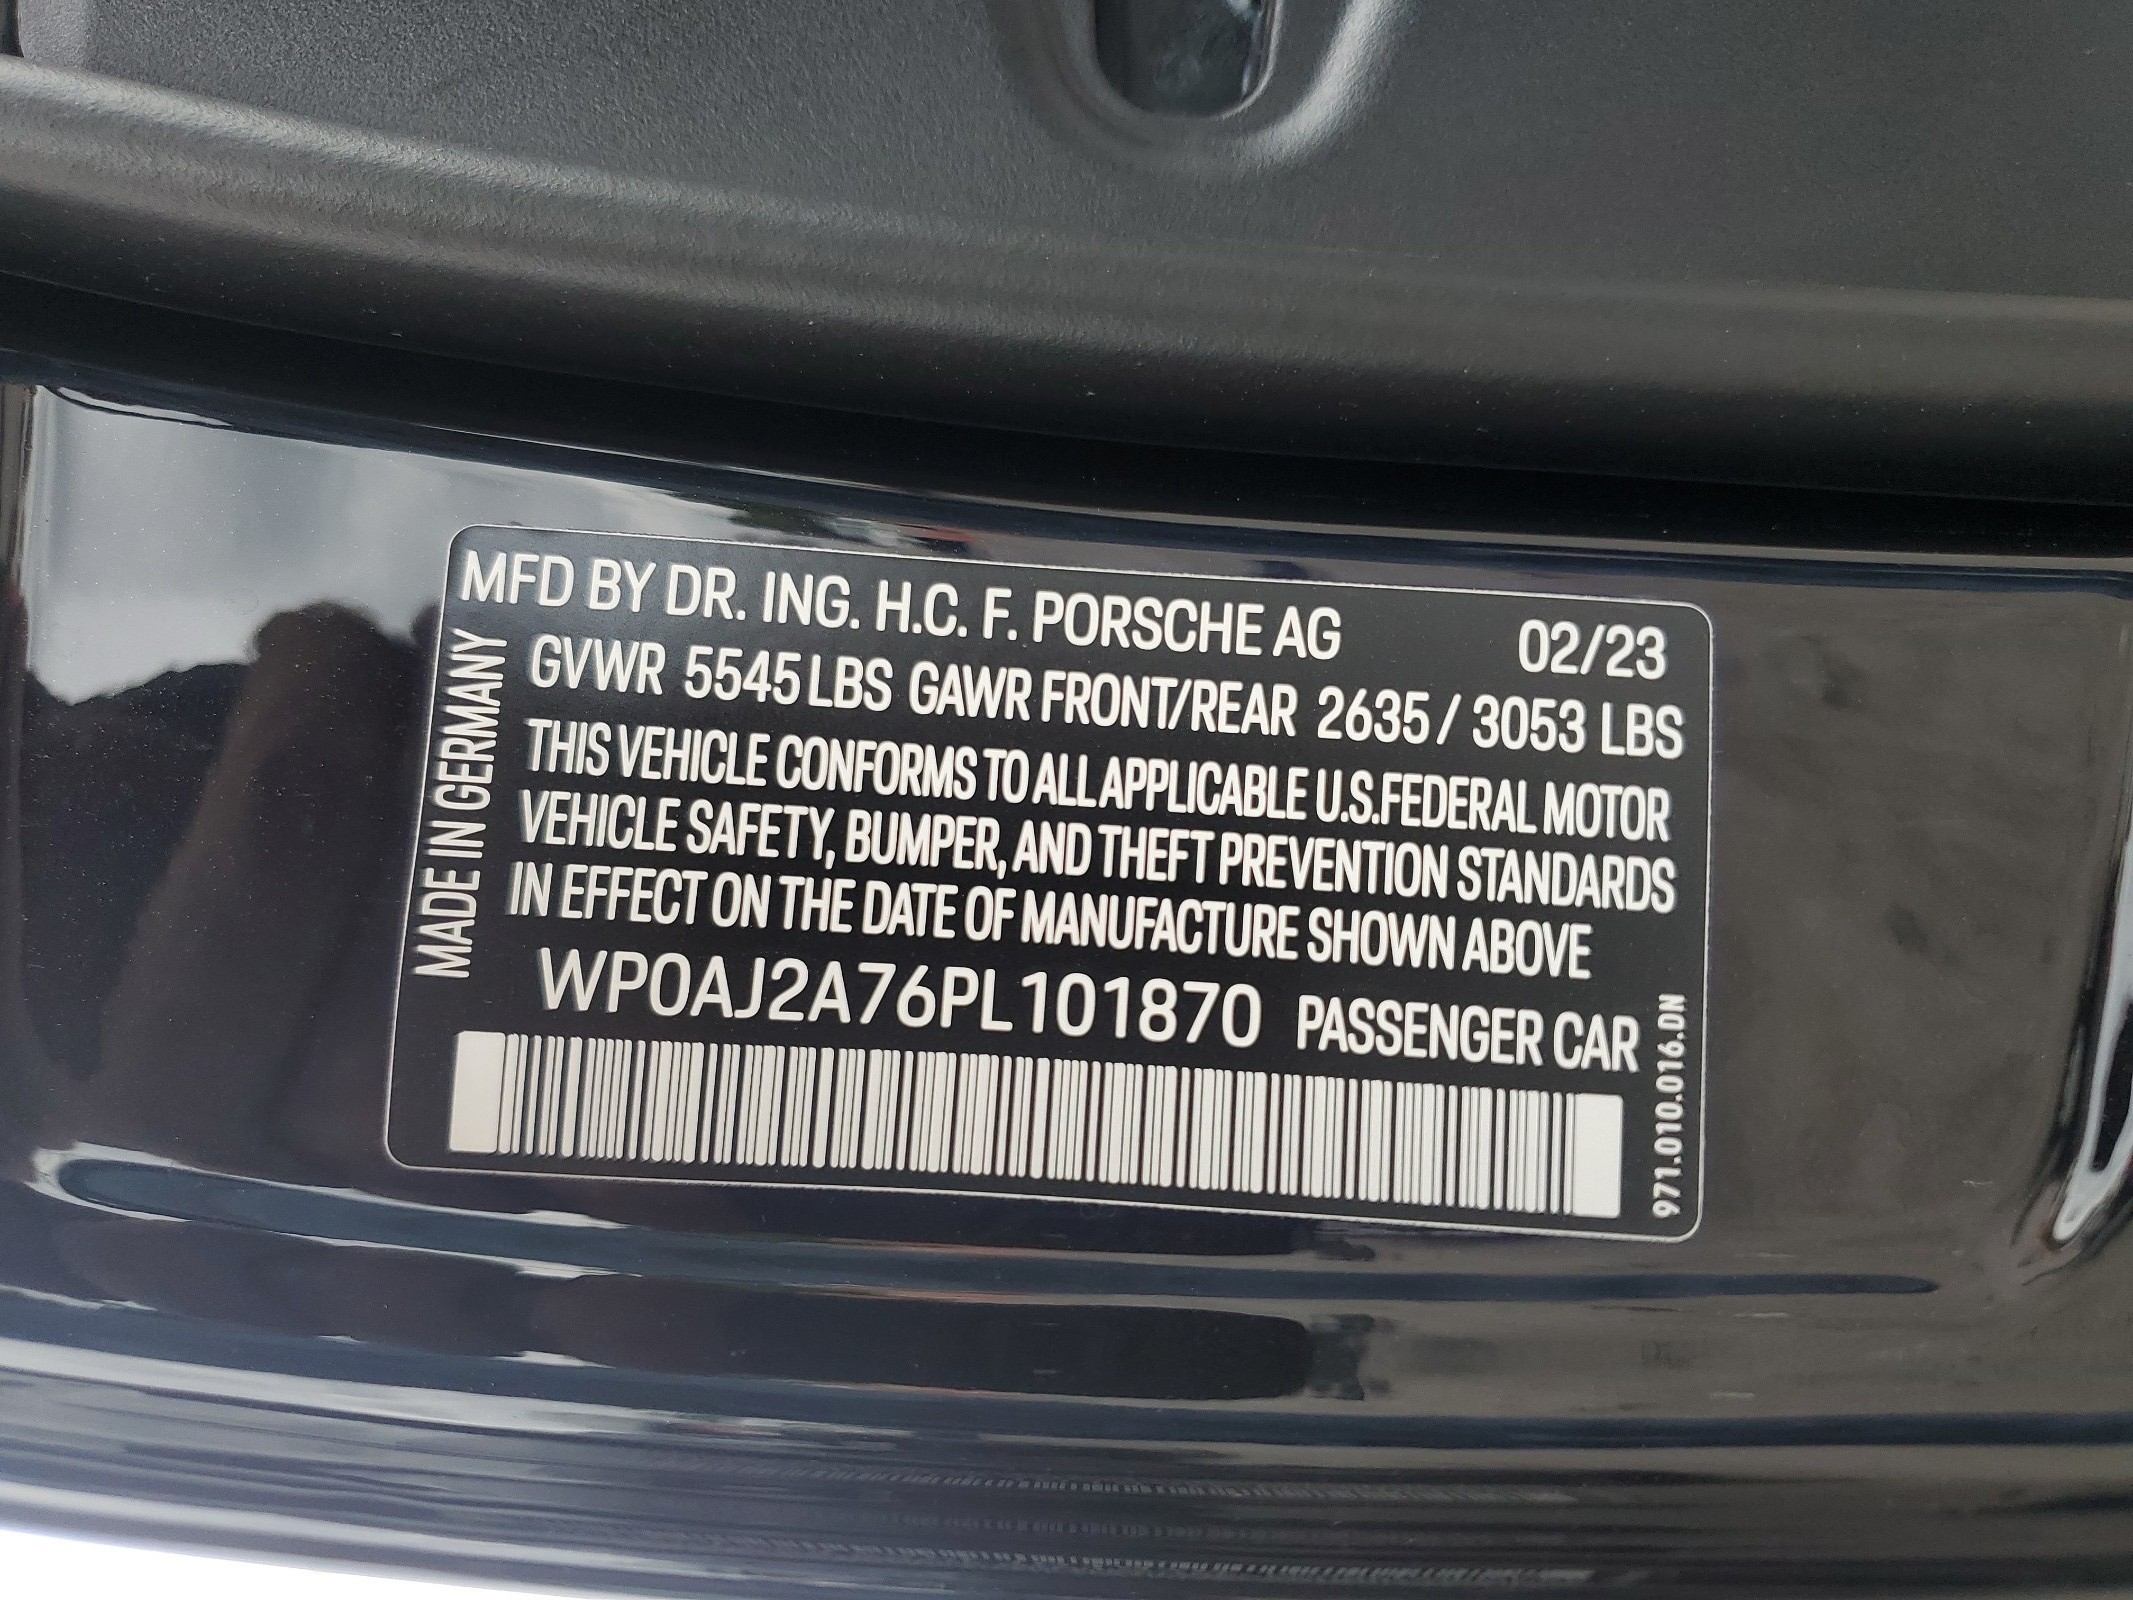 MFD BY DR. ING. H.C. F. PORSCHE AG 02/23
GVWR 5545 LBS GAWR FRONT/REAR 2635 / 3053 LBS
THIS VEHICLE CONFORMS TO ALL APPLICABLE U.S.FEDERAL MOTOR
VEHICLE SAFETY, BUMPER, AND THEFT PREVENTION STANDARDS
IN EFFECT ON THE DATE OF MANUFACTURE SHOWN ABOVE
WP0AJ2A76PL101870 PASSENGER CAR
MADE IN GERMANY
971.010.016.DN